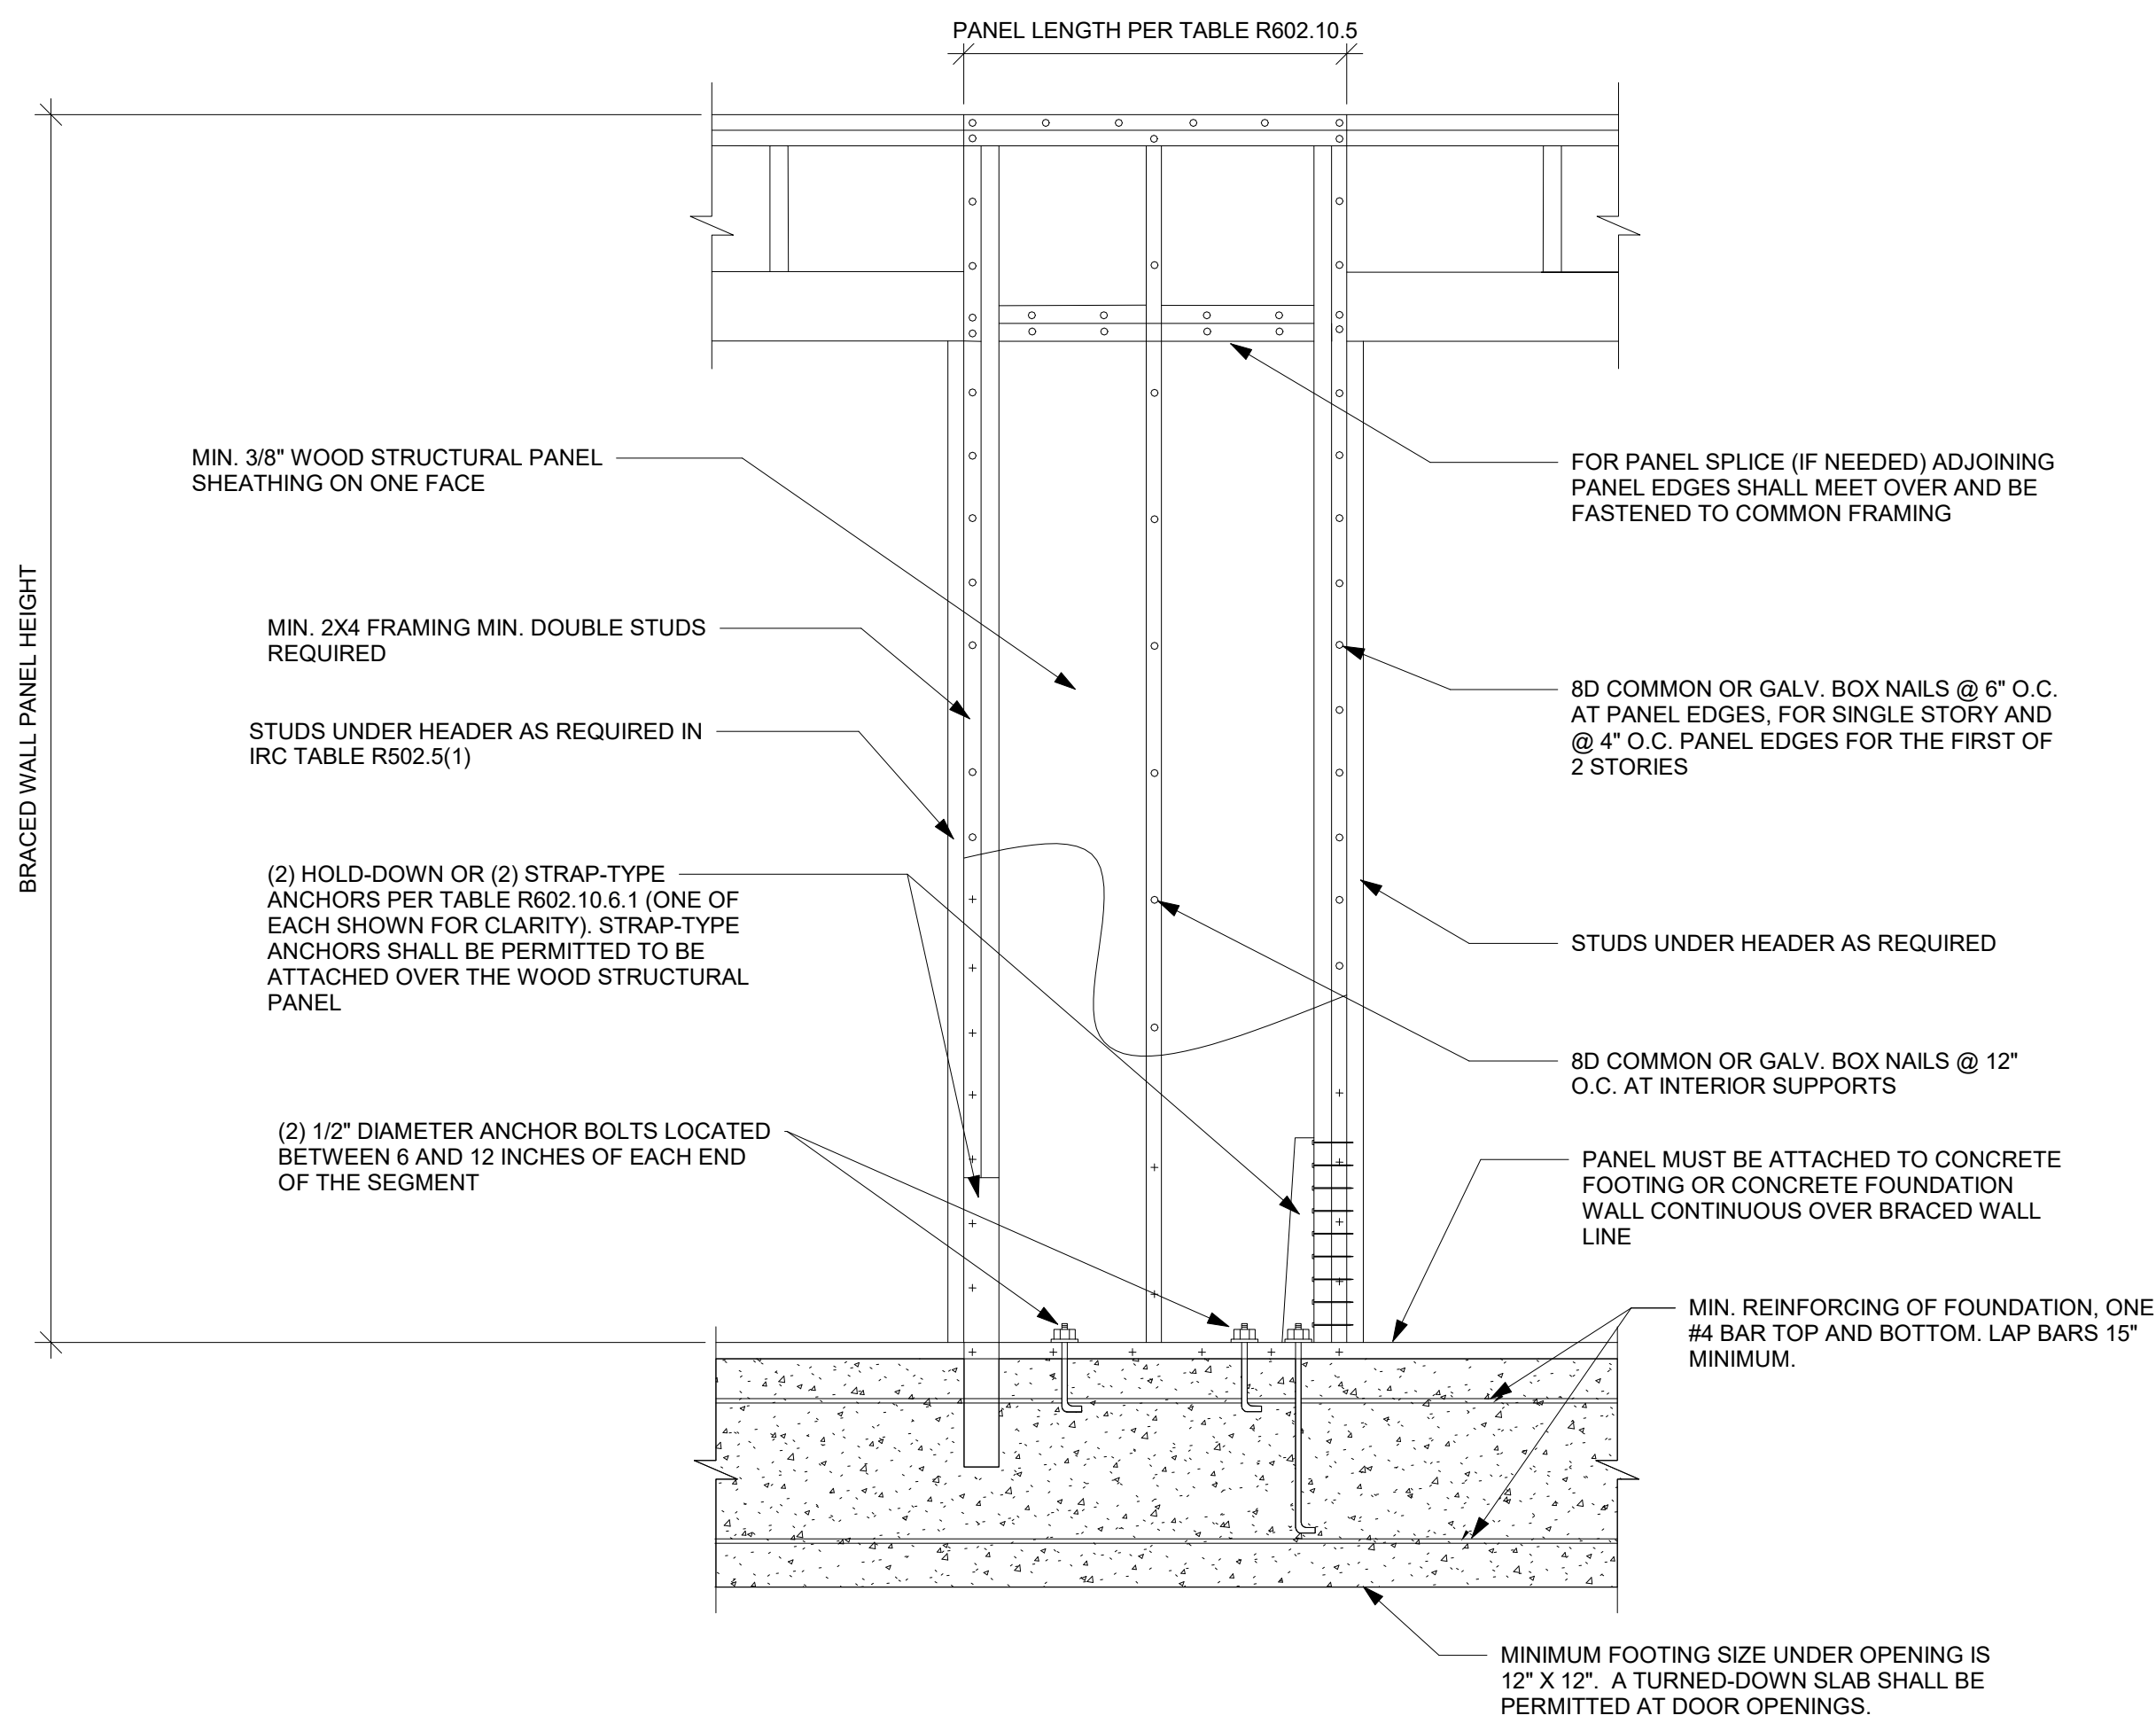 PANEL LENGTH PER TABLE R602.10.5
BRACED WALL PANEL HEIGHT
MIN. 3/8" WOOD STRUCTURAL PANEL
SHEATHING ON ONE FACE
MIN. 2X4 FRAMING MIN. DOUBLE STUDS
REQUIRED
STUDS UNDER HEADER AS REQUIRED IN
IRC TABLE R502.5(1)
(2) HOLD-DOWN OR (2) STRAP-TYPE
ANCHORS PER TABLE R602.10.6.1 (ONE OF
EACH SHOWN FOR CLARITY). STRAP-TYPE
ANCHORS SHALL BE PERMITTED TO BE
ATTACHED OVER THE WOOD STRUCTURAL
PANEL
(2) 1/2" DIAMETER ANCHOR BOLTS LOCATED
BETWEEN 6 AND 12 INCHES OF EACH END
OF THE SEGMENT
FOR PANEL SPLICE (IF NEEDED) ADJOINING
PANEL EDGES SHALL MEET OVER AND BE
FASTENED TO COMMON FRAMING
8D COMMON OR GALV. BOX NAILS @ 6" O.C.
AT PANEL EDGES, FOR SINGLE STORY AND
@ 4" O.C. PANEL EDGES FOR THE FIRST OF
2 STORIES
STUDS UNDER HEADER AS REQUIRED
8D COMMON OR GALV. BOX NAILS @ 12"
O.C. AT INTERIOR SUPPORTS
PANEL MUST BE ATTACHED TO CONCRETE
FOOTING OR CONCRETE FOUNDATION
WALL CONTINUOUS OVER BRACED WALL
LINE
MIN. REINFORCING OF FOUNDATION, ONE
#4 BAR TOP AND BOTTOM. LAP BARS 15"
MINIMUM.
MINIMUM FOOTING SIZE UNDER OPENING IS
12" X 12". A TURNED-DOWN SLAB SHALL BE
PERMITTED AT DOOR OPENINGS.